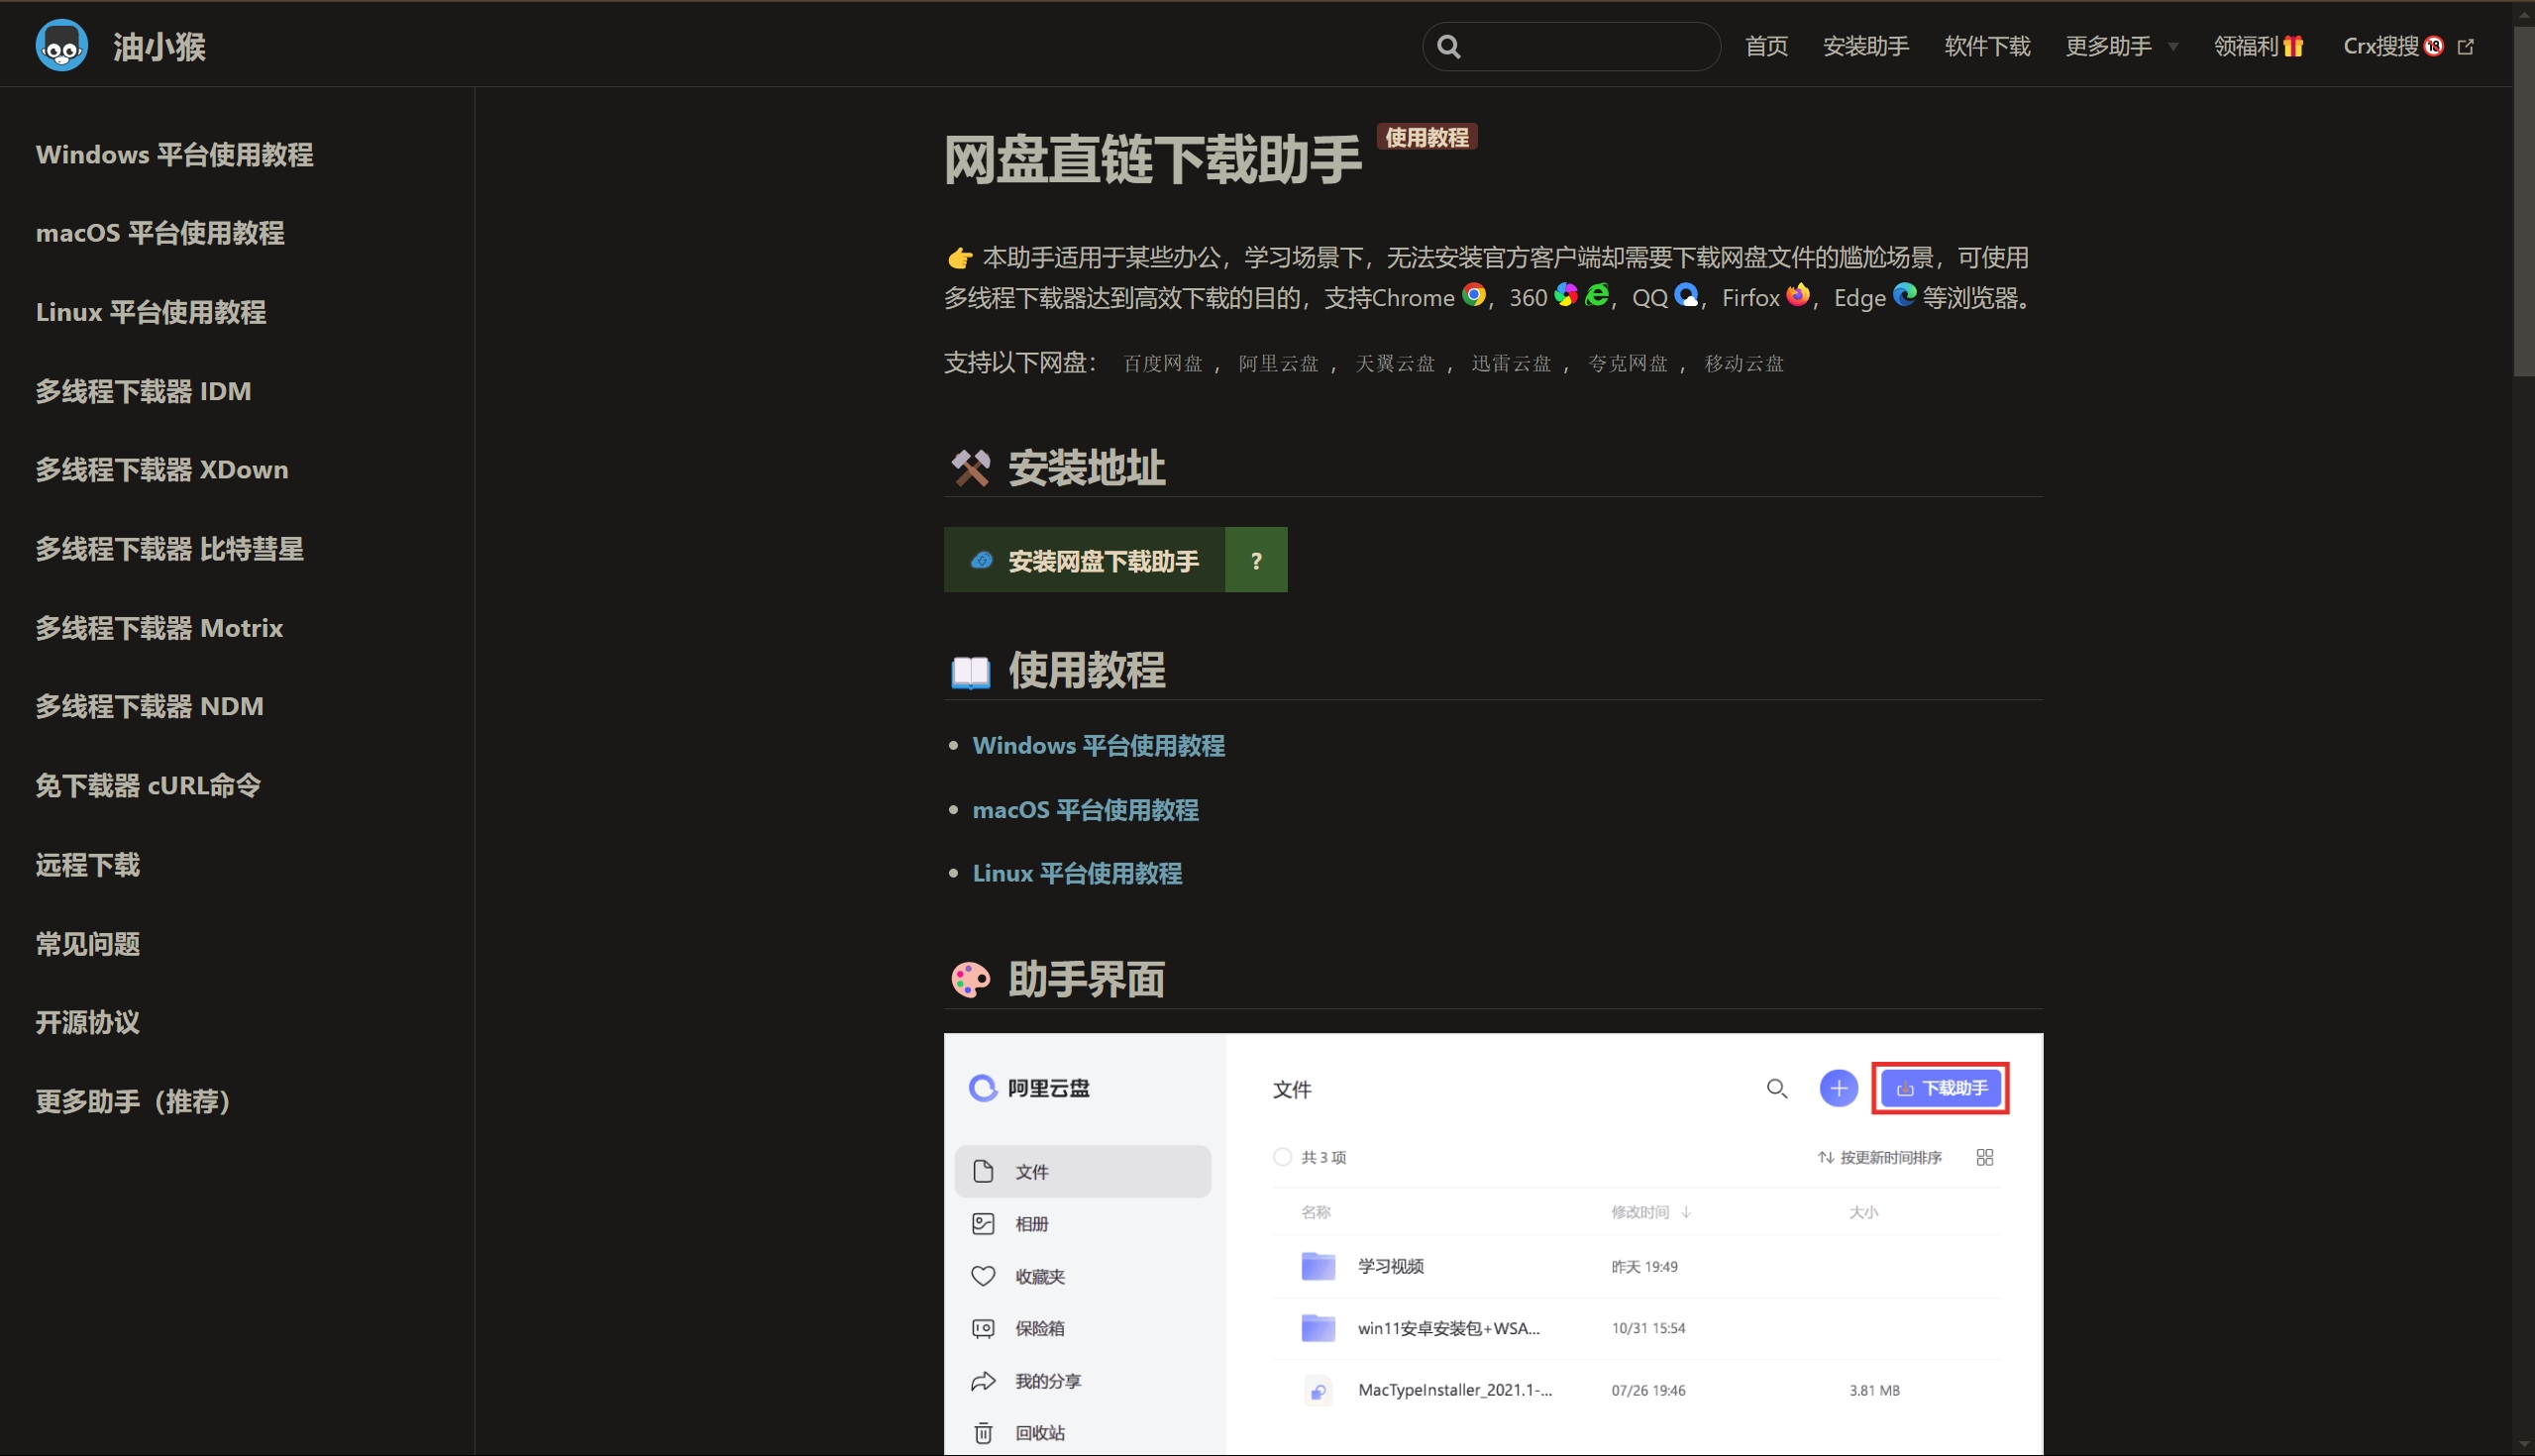 油小猴
首页
安装助手
软件下载
更多助手
领福利
Crx搜搜
Windows 平台使用教程
macOS 平台使用教程
Linux 平台使用教程
多线程下载器 IDM
多线程下载器 XDown
多线程下载器 比特彗星
多线程下载器 Motrix
多线程下载器 NDM
免下载器 cURL命令
远程下载
常见问题
开源协议
更多助手（推荐）
网盘直链下载助手 使用教程
👉 本助手适用于某些办公，学习场景下，无法安装官方客户端却需要下载网盘文件的尴尬场景，可使用
多线程下载器达到高效下载的目的，支持Chrome，360，QQ，Firfox，Edge 等浏览器。
支持以下网盘： 百度网盘 ， 阿里云盘 ， 天翼云盘 ， 迅雷云盘 ， 夸克网盘 ， 移动云盘
安装地址
安装网盘下载助手 ?
使用教程
Windows 平台使用教程
macOS 平台使用教程
Linux 平台使用教程
助手界面
阿里云盘
文件
相册
收藏夹
保险箱
我的分享
回收站
文件
下载助手
共 3 项
按更新时间排序
名称 修改时间 ↓ 大小
学习视频 昨天 19:49
win11安卓安装包+WSA... 10/31 15:54
MacTypeInstaller_2021.1-... 07/26 19:46 3.81 MB